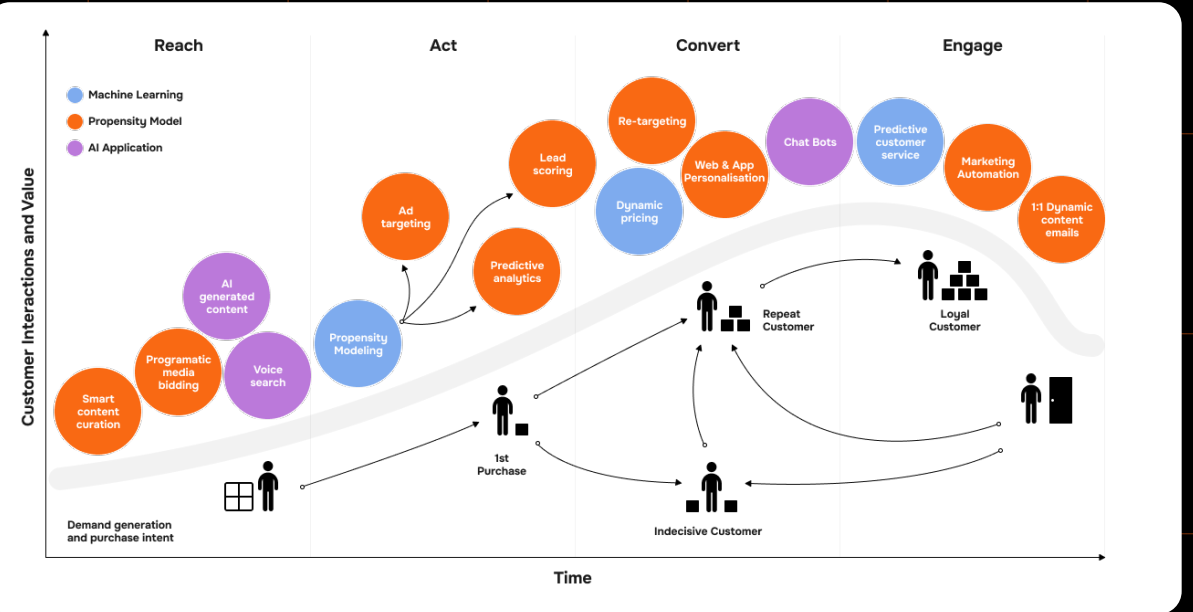 Reach
Act
Convert
Engage
Machine Learning
Propensity Model
AI Application
Customer Interactions and Value
Smart
content
curation
Programatic
media
bidding
AI
generated
content
Voice
search
Propensity
Modeling
Ad
targeting
Lead
scoring
Predictive
analytics
Re-targeting
Dynamic
pricing
Web & App
Personalisation
Chat Bots
Predictive
customer
service
Marketing
Automation
1:1 Dynamic
content
emails
Repeat
Customer
Loyal
Customer
1st
Purchase
Indecisive Customer
Demand generation
and purchase intent
Time